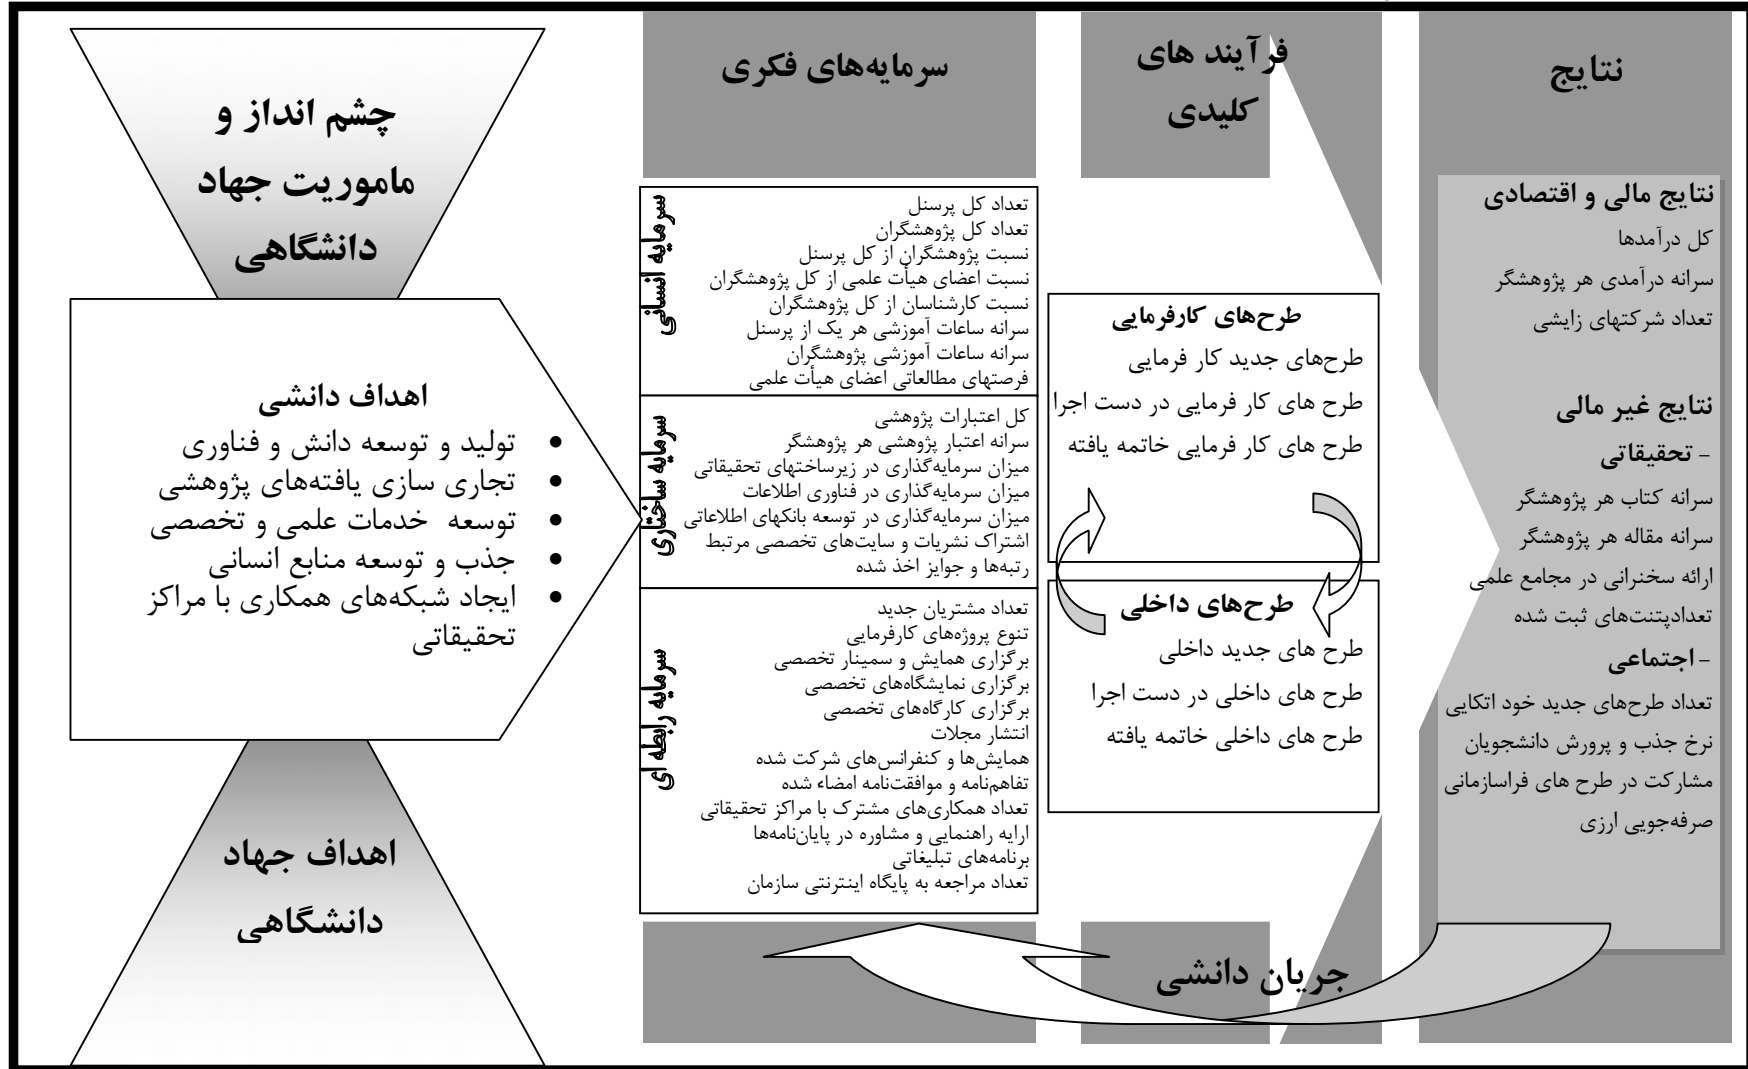 چشم انداز و
ماموریت جهاد
دانشگاهی
اهداف دانشی
• تولید و توسعه دانش و فناوری
• تجاری سازی یافته‌های پژوهشی
• توسعه خدمات علمی و تخصصی
• جذب و توسعه منابع انسانی
• ایجاد شبکه‌های همکاری با مراکز
تحقیقاتی
اهداف جهاد
دانشگاهی
سرمایه‌های فکری
سرمایه انسانی
تعداد کل پرسنل
تعداد کل پژوهشگران
نسبت پژوهشگران از کل پرسنل
نسبت اعضای هیأت علمی از کل پژوهشگران
نسبت کارشناسان از کل پژوهشگران
سرانه ساعات آموزشی هر یک از پرسنل
سرانه ساعات آموزشی پژوهشگران
فرصتهای مطالعاتی اعضای هیأت علمی
سرمایه ساختاری
کل اعتبارات پژوهشی
سرانه اعتبار پژوهشی هر پژوهشگر
میزان سرمایه‌گذاری در زیرساختهای تحقیقاتی
میزان سرمایه‌گذاری در فناوری اطلاعات
میزان سرمایه‌گذاری در توسعه بانکهای اطلاعاتی
اشتراک نشریات و سایت‌های تخصصی مرتبط
رتبه‌ها و جوایز اخذ شده
سرمایه رابطه ای
تعداد مشتریان جدید
تنوع پروژه‌های کارفرمایی
برگزاری همایش و سمینار تخصصی
برگزاری نمایشگاه‌های تخصصی
برگزاری کارگاه‌های تخصصی
انتشار مجلات
همایش‌ها و کنفرانس‌های شرکت شده
تفاهم‌نامه و موافقت‌نامه امضاء شده
تعداد همکاری‌های مشترک با مراکز تحقیقاتی
ارایه راهنمایی و مشاوره در پایان‌نامه‌ها
برنامه‌های تبلیغاتی
تعداد مراجعه به پایگاه اینترنتی سازمان
فرآیند های
کلیدی
طرح‌های کارفرمایی
طرح‌های جدید کار فرمایی
طرح های کار فرمایی در دست اجرا
طرح های کار فرمایی خاتمه یافته
طرح‌های داخلی
طرح های جدید داخلی
طرح های داخلی در دست اجرا
طرح های داخلی خاتمه یافته
نتایج
نتایج مالی و اقتصادی
کل درآمدها
سرانه درآمدی هر پژوهشگر
تعداد شرکتهای زایشی
نتایج غیر مالی
- تحقیقاتی
سرانه کتاب هر پژوهشگر
سرانه مقاله هر پژوهشگر
ارائه سخنرانی در مجامع علمی
تعدادپتنت‌های ثبت شده
- اجتماعی
تعداد طرح‌های جدید خود اتکایی
نرخ جذب و پرورش دانشجویان
مشارکت در طرح های فراسازمانی
صرفه‌جویی ارزی
جریان دانشی